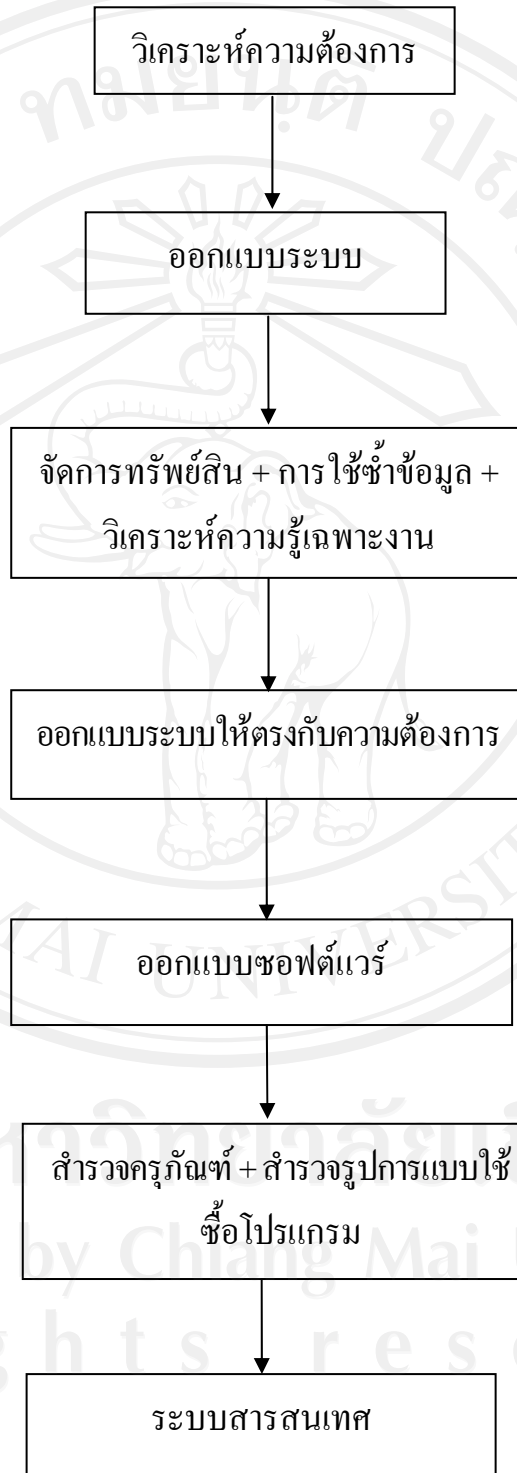 วิเคราะห์ความต้องการ
ออกแบบระบบ
จัดการทรัพย์สิน + การใช้ซ้ำข้อมูล +
วิเคราะห์ความรู้เฉพาะงาน
ออกแบบระบบให้ตรงกับความต้องการ
ออกแบบซอฟต์แวร์
สำรวจครุภัณฑ์ + สำรวจรูปการแบบใช้
ซื้อโปรแกรม
ระบบสารสนเทศ
MAI UNIVERSIT
by Chiang Mai
ghts rese